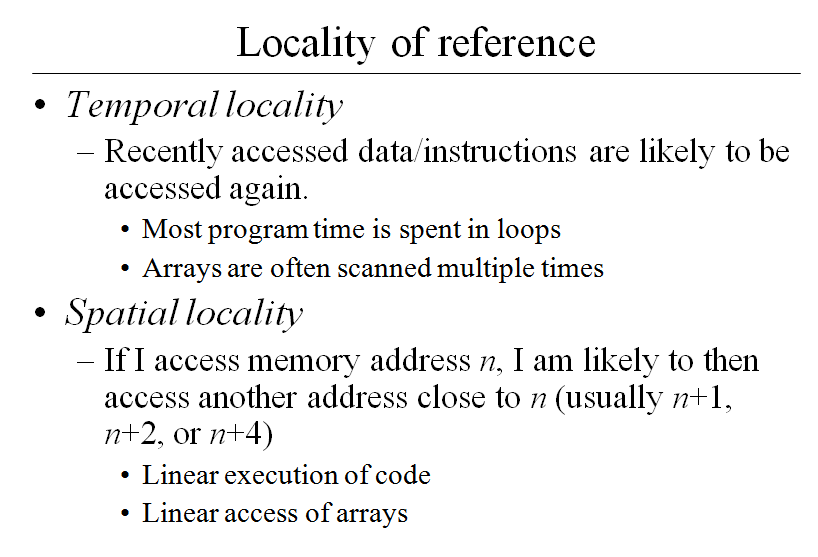 Locality of reference
• Temporal locality
– Recently accessed data/instructions are likely to be
accessed again.
• Most program time is spent in loops
• Arrays are often scanned multiple times
• Spatial locality
– If I access memory address n, I am likely to then
access another address close to n (usually n+1,
n+2, or n+4)
• Linear execution of code
• Linear access of arrays